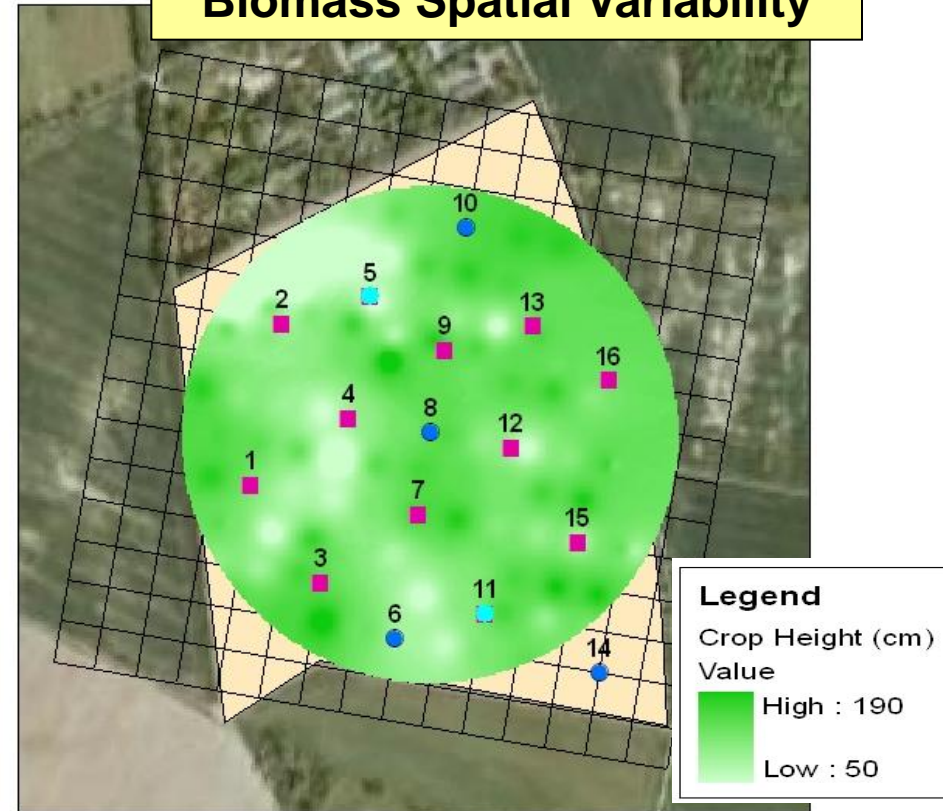 Biomass Spatial Variability
10
5
2
13
9
16
4
8
12
1
7
15
3
11
6
14
Legend
Crop Height (cm)
Value
High : 190
Low : 50